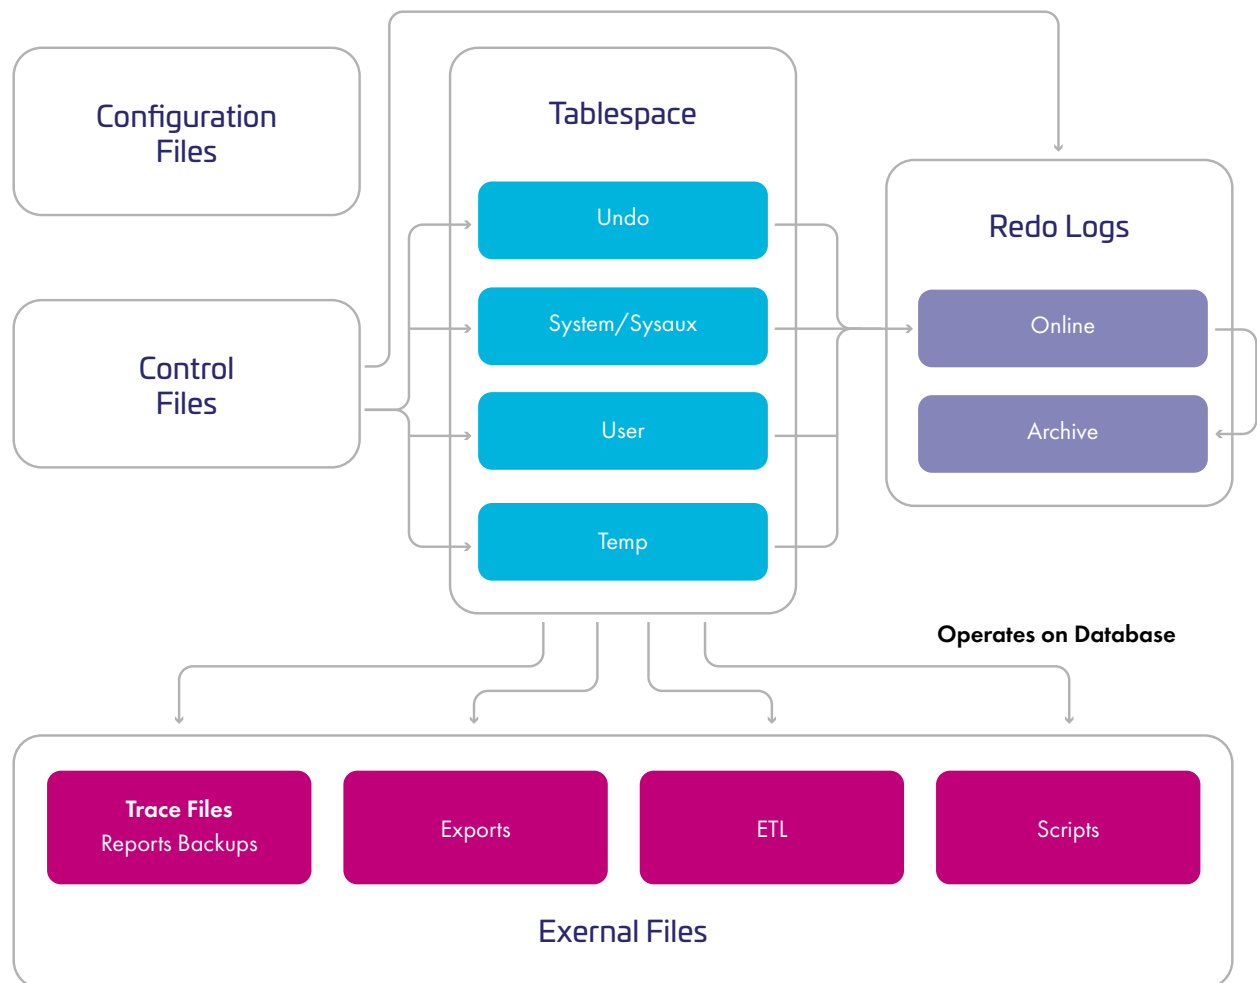 Configuration
Files
Control
Files
Tablespace
Undo
System/Sysaux
User
Temp
Redo Logs
Online
Archive
Operates on Database
Trace Files
Reports Backups
Exports
ETL
Scripts
Exernal Files